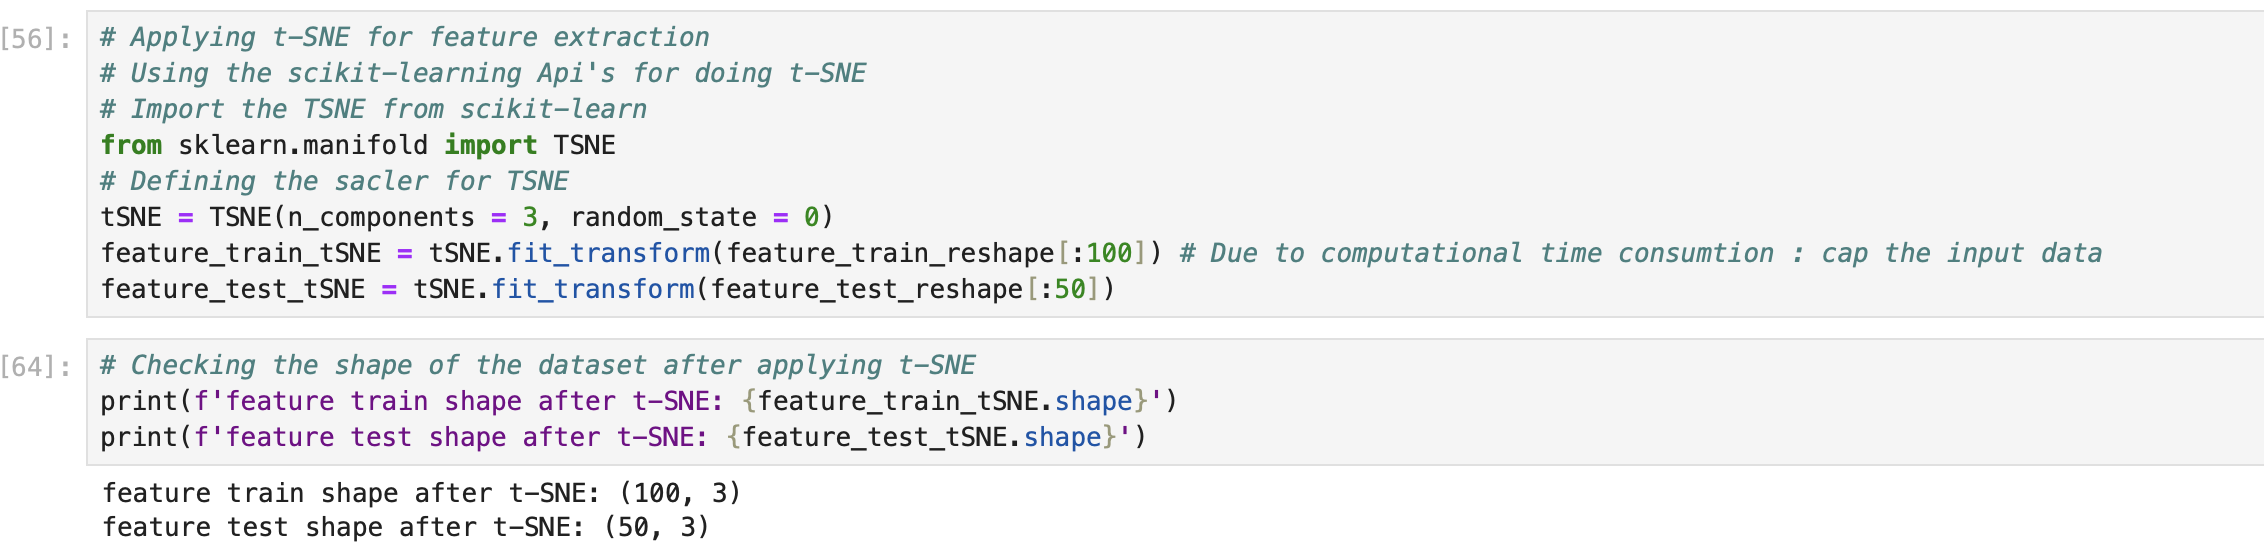 [56]:
# Applying t-SNE for feature extraction
# Using the scikit-learning Api's for doing t-SNE
# Import the TSNE from scikit-learn
from sklearn.manifold import TSNE
# Defining the sacler for TSNE
tSNE = TSNE(n_components = 3, random_state = 0)
feature_train_tSNE = tSNE.fit_transform(feature_train_reshape[:100]) # Due to computational time consumtion : cap the input data
feature_test_tSNE = tSNE.fit_transform(feature_test_reshape[:50])
[64]:
# Checking the shape of the dataset after applying t-SNE
print(f'feature train shape after t-SNE: {feature_train_tSNE.shape}')
print(f'feature test shape after t-SNE: {feature_test_tSNE.shape}')
feature train shape after t-SNE: (100, 3)
feature test shape after t-SNE: (50, 3)